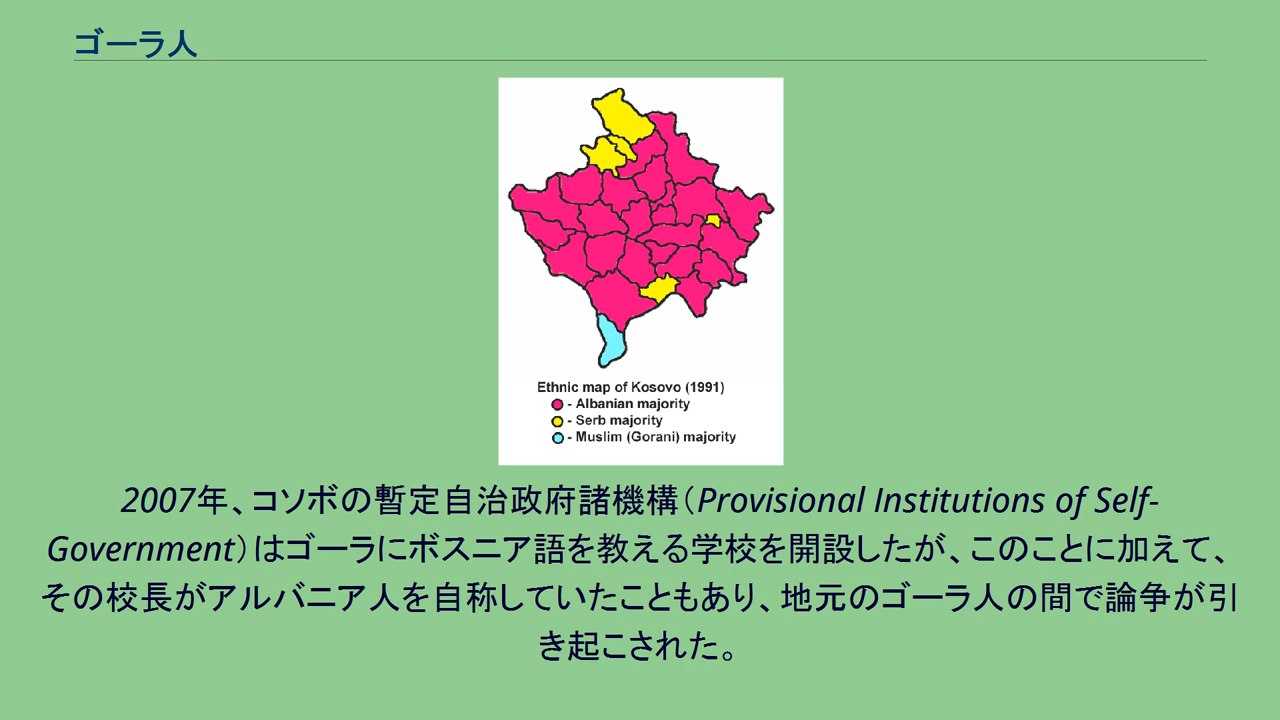 ゴーラ人
Ethnic map of Kosovo (1991)
- Albanian majority
- Serb majority
- Muslim (Gorani) majority
2007年、コソボの暫定自治政府諸機構（Provisional Institutions of Self-
Government）はゴーラにボスニア語を教える学校を開設したが、このことに加えて、
その校長がアルバニア人を自称していたこともあり、地元のゴーラ人の間で論争が引
き起こされた。